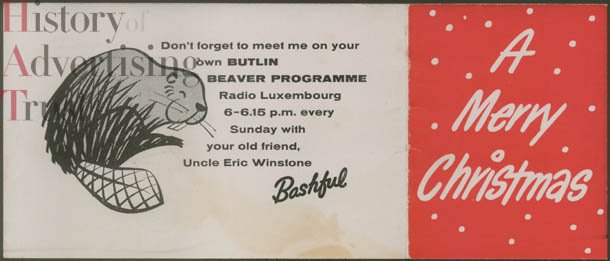 History of
Advertising
Trust
Don't forget to meet me on your
own BUTLIN
BEAVER PROGRAMME
Radio Luxembourg
6-6.15 p.m. every
Sunday with
your old friend,
Uncle Eric Winstone
Bashful
A
Merry
Christmas